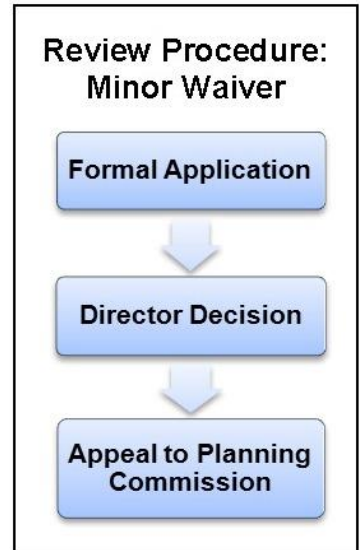 Review Procedure:
Minor Waiver
Formal Application
Director Decision
Appeal to Planning
Commission